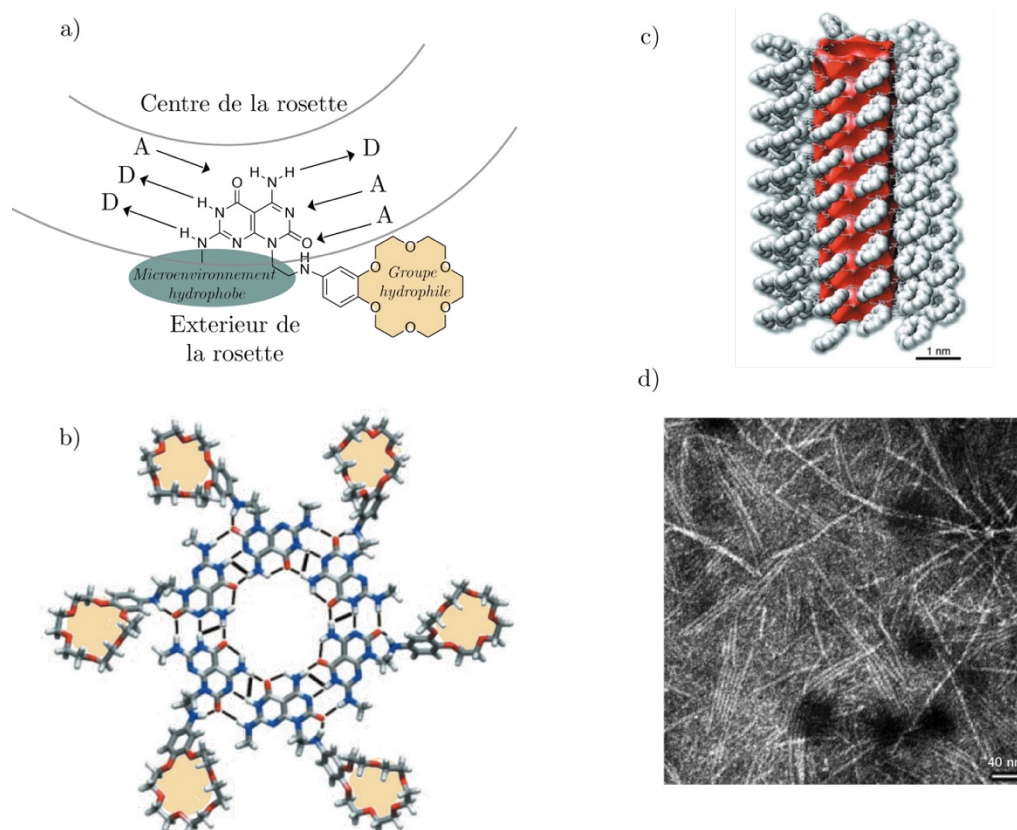 a)
Centre de la rosette
A
D
D
H H
N
D
A
A
O
H
N
N
H
N
N
N
O
H
N
Microenvironnement
hydrophobe
Groupe
hydrophile
O
O
O
O
O
O
Exterieur de
la rosette
b)
c)
1 nm
d)
40 nm